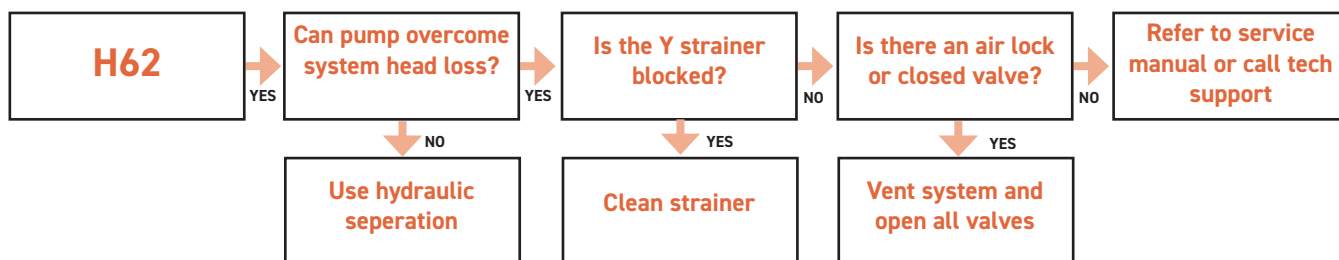 H62
YES
Can pump overcome
system head loss?
YES
Is the Y strainer
blocked?
NO
Is there an air lock
or closed valve?
NO
Refer to service
manual or call tech
support
NO
Use hydraulic
seperation
YES
Clean strainer
YES
Vent system and
open all valves